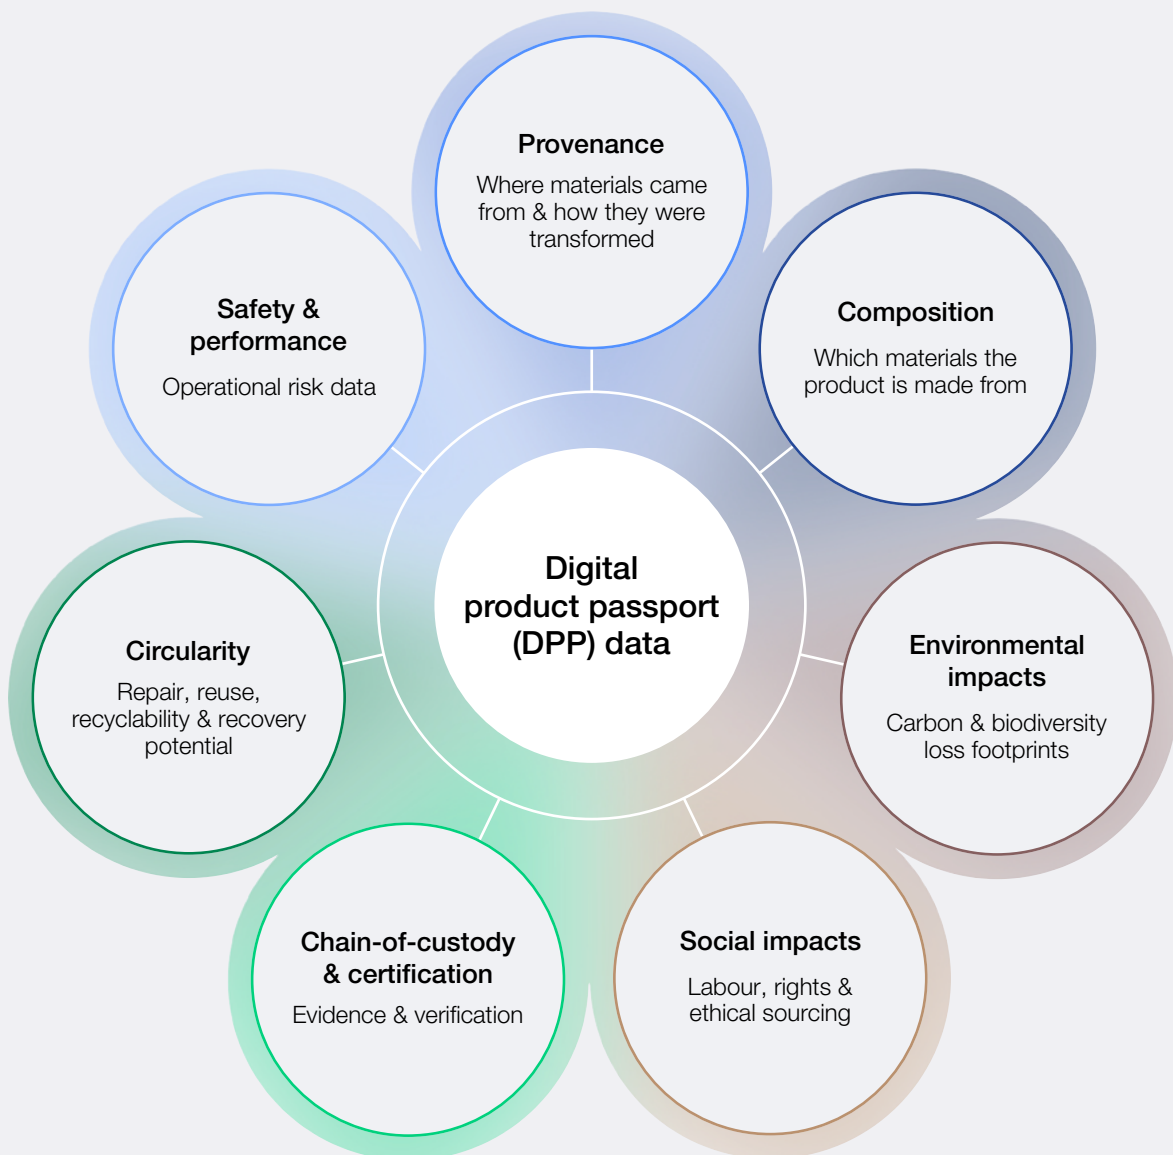 Provenance
Where materials came
from & how they were
transformed
Composition
Which materials the
product is made from
Environmental
impacts
Carbon & biodiversity
loss footprints
Social impacts
Labour, rights &
ethical sourcing
Chain-of-custody
& certification
Evidence & verification
Circularity
Repair, reuse,
recyclability & recovery
potential
Safety &
performance
Operational risk data
Digital
product passport
(DPP) data